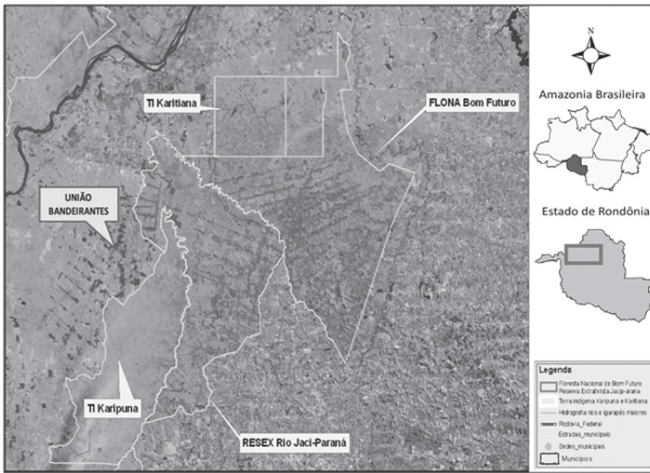 N
TI Karitiana
FLONA Bom Futuro
UNIÃO
BANDEIRANTES
TI Karipuna
RESEX Rio Jaci-Paraná
Amazonia Brasileira
Estado de Rondônia
Legenda
Floresta Nacional de Bom Futuro
Reserva Extrativista Jaci-parana
Terra indigena Karipuna e Karitiana
Hidrografia rios e igarapés maiores
Rodovia_Federal
Estradas_municipais
Sedes_municipais
Municípios